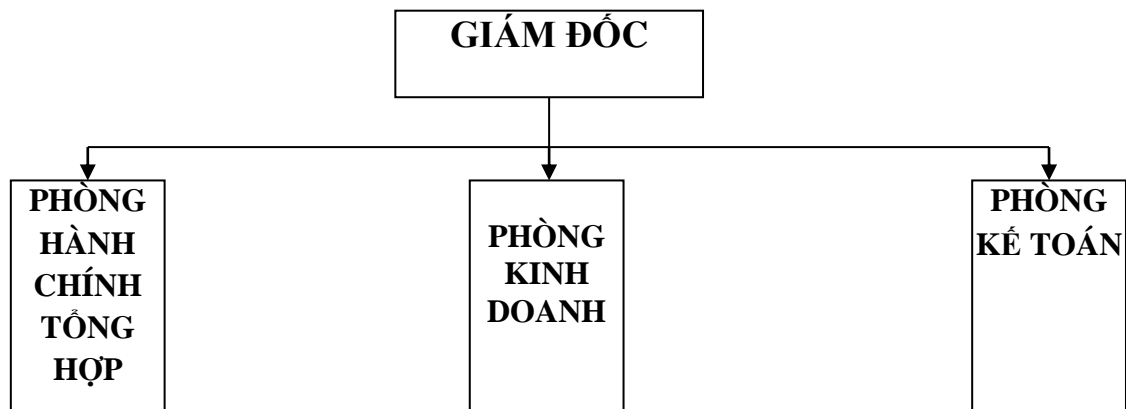 GIÁM ĐỐC
PHÒNG
HÀNH
CHÍNH
TỔNG
HỢP
PHÒNG
KINH
DOANH
PHÒNG
KẾ TOÁN